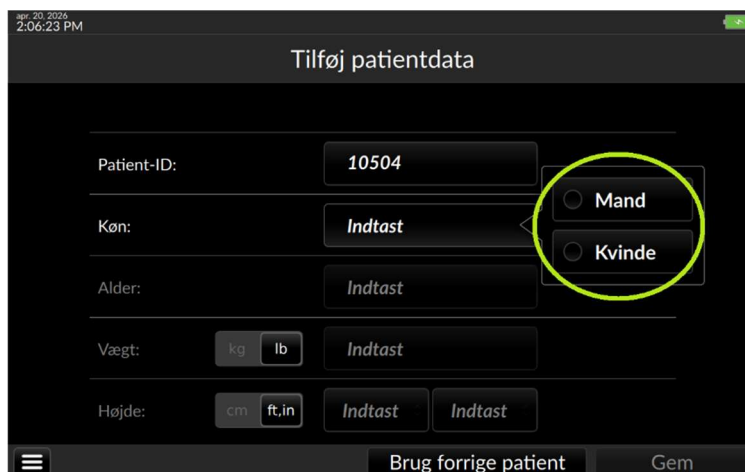 apr. 20, 2026
2:06:23 PM
Tilføj patientdata
Patient-ID: 10504
Mand
Køn: Indtast
Kvinde
Alder: Indtast
Vægt: kg lb Indtast
Højde: cm ft,in Indtast Indtast
Brug forrige patient Gem